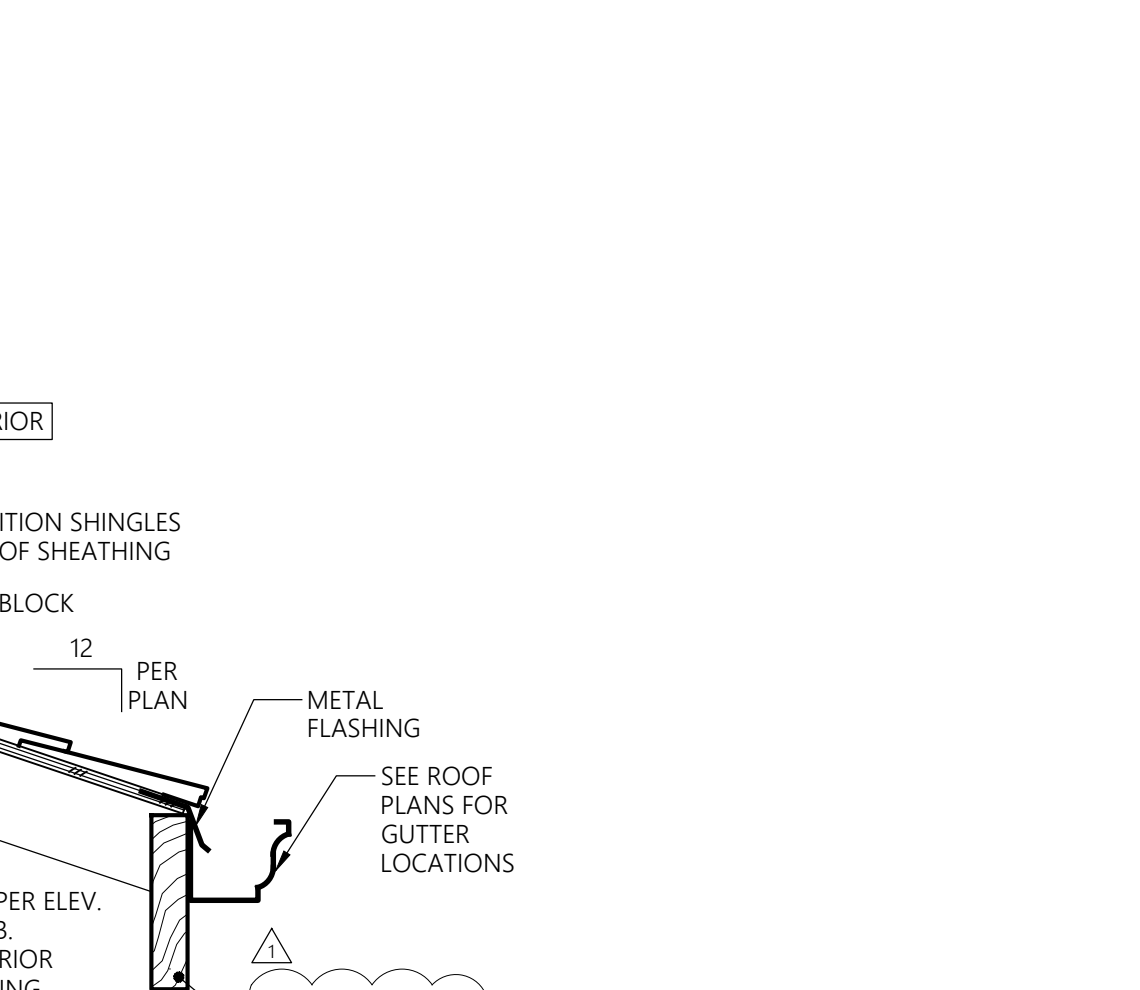 RIOR
ITION SHINGLES
OF SHEATHING
BLOCK
12
PER
PLAN
METAL
FLASHING
SEE ROOF
PLANS FOR
GUTTER
LOCATIONS
PER ELEV.
B.
RIOR
ING
1